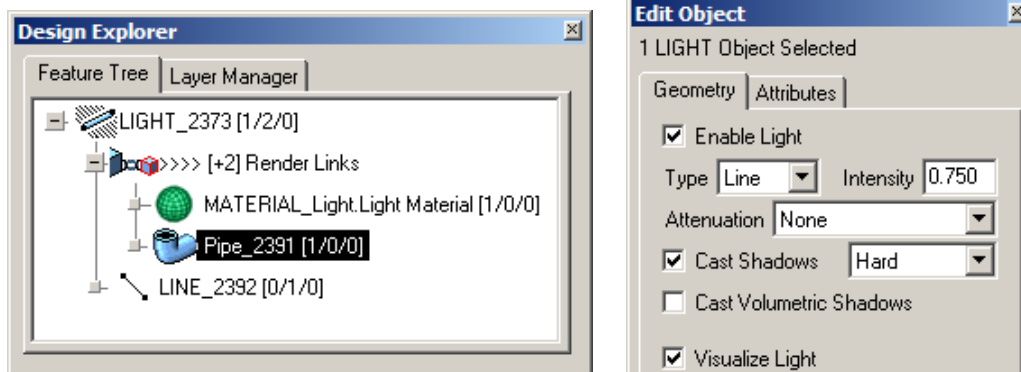 Design Explorer
Feature Tree
Layer Manager
LIGHT_2373 [1/2/0]
>>>> [+2] Render Links
MATERIAL_Light.Light Material [1/0/0]
Pipe_2391 [1/0/0]
LINE_2392 [0/1/0]
Edit Object
1 LIGHT Object Selected
Geometry
Attributes
Enable Light
Type Line Intensity 0.750
Attenuation None
Cast Shadows Hard
Cast Volumetric Shadows
Visualize Light